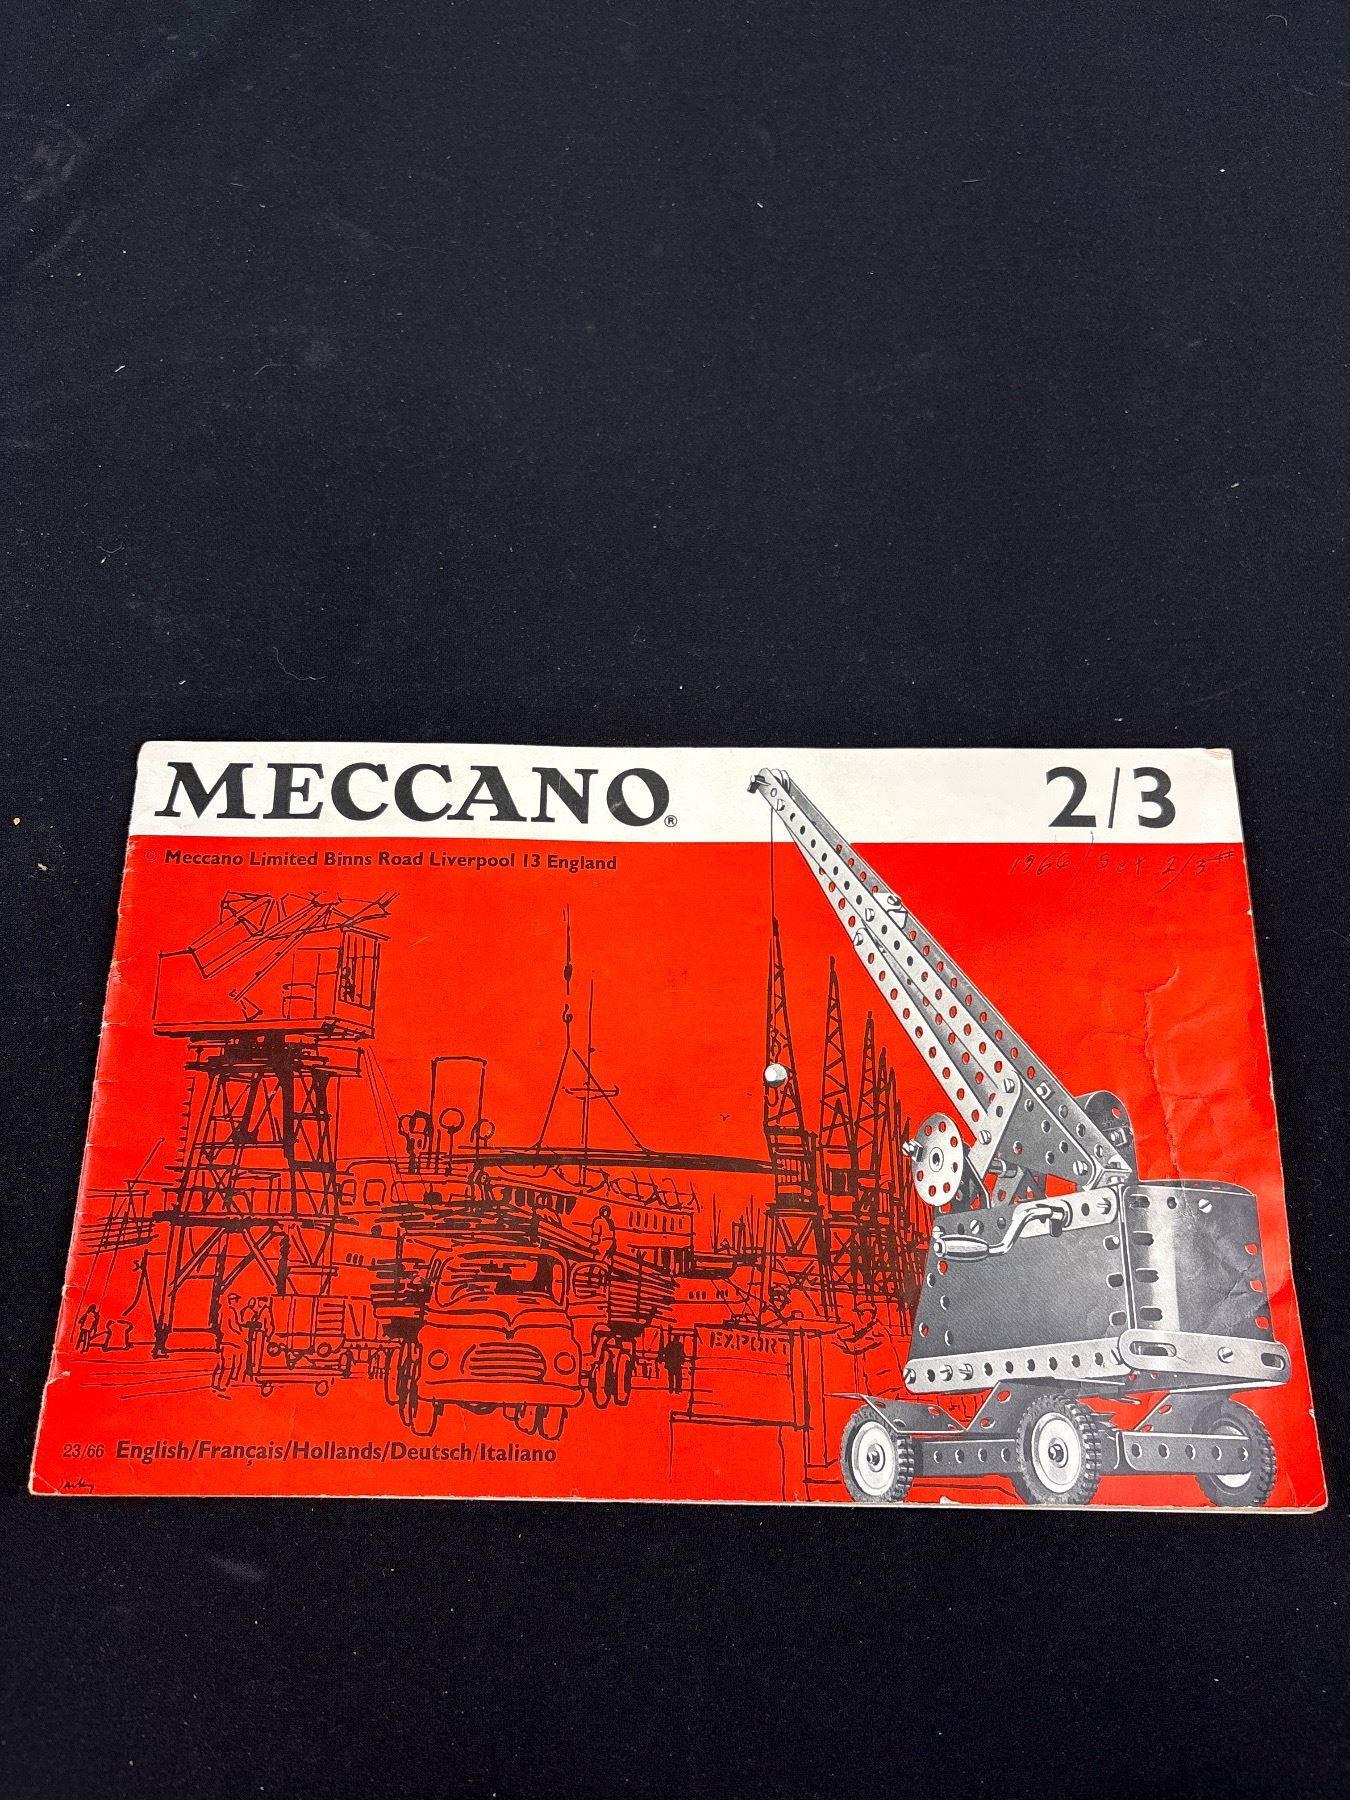 MECCANO®
2/3
© Meccano Limited Binns Road Liverpool 13 England
1966/ Set 2/3#
EXPORT
23/66 English/Français/Hollands/Deutsch/Italiano